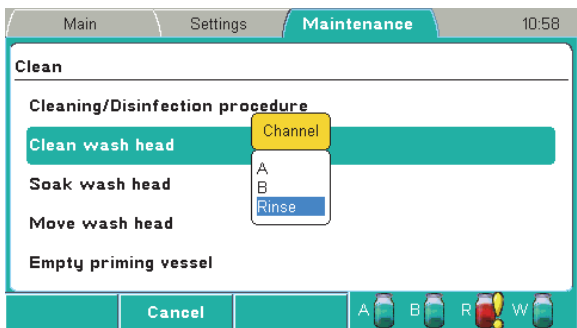 Main Settings Maintenance 10:58
Clean
Cleaning/Disinfection procedure
Channel
Clean wash head
A
Soak wash head
B
Rinse
Move wash head
Empty priming vessel
Cancel A B R W